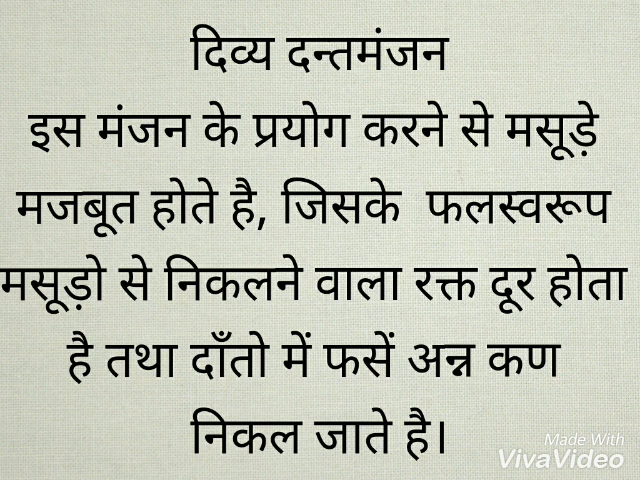 दिव्य दन्तमंजन
इस मंजन के प्रयोग करने से मसूड़े
मजबूत होते है, जिसके फलस्वरूप
मसूड़ो से निकलने वाला रक्त दूर होता
है तथा दाँतो में फसें अन्न कण
निकल जाते है।
Made With
VivaVideo